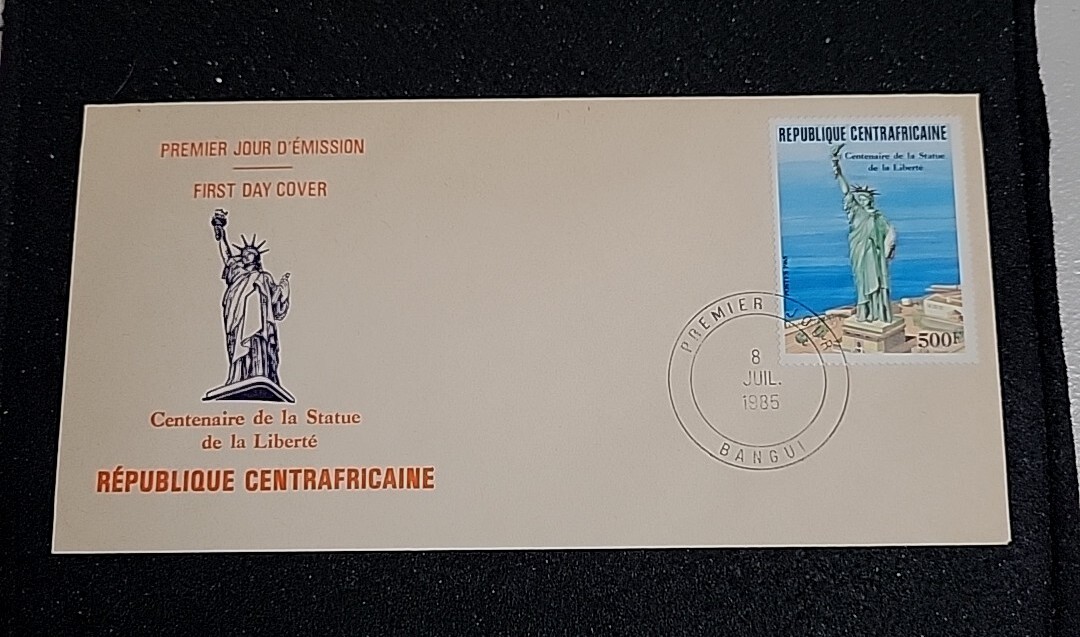 PREMIER JOUR D'ÉMISSION
FIRST DAY COVER
Centenaire de la Statue
de la Liberté
RÉPUBLIQUE CENTRAFRICAINE
REPUBLIQUE CENTRAFRICAINE
Centenaire de la Statue
de la Liberté
500F
PREMIER JOUR
8
JUIL.
1985
BANGUI